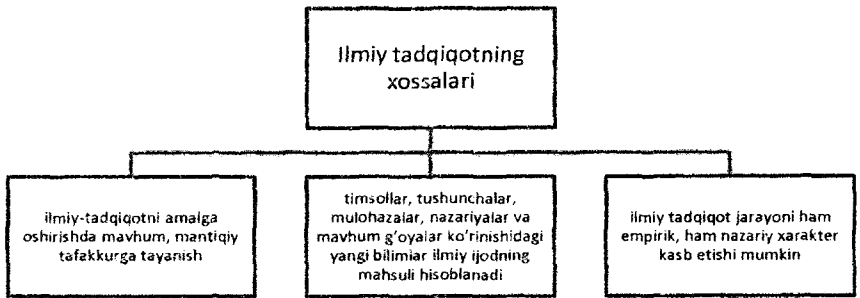 Ilmiy tadqiqotning
xossalari
ilmiy-tadqiqotni amalga
oshirishda mavhum, mantiqiy
tafakkurga tayanish
timsollar, tushunchalar,
mulohazalar, nazariyalar va
mavhum g'oyalar ko'rinishidagi
yangi bilimlar ilmiy ijodning
mahsuli hisoblanadi
ilmiy tadqiqot jarayoni ham
empirik, ham nazariy xarakter
kasb etishi mumkin